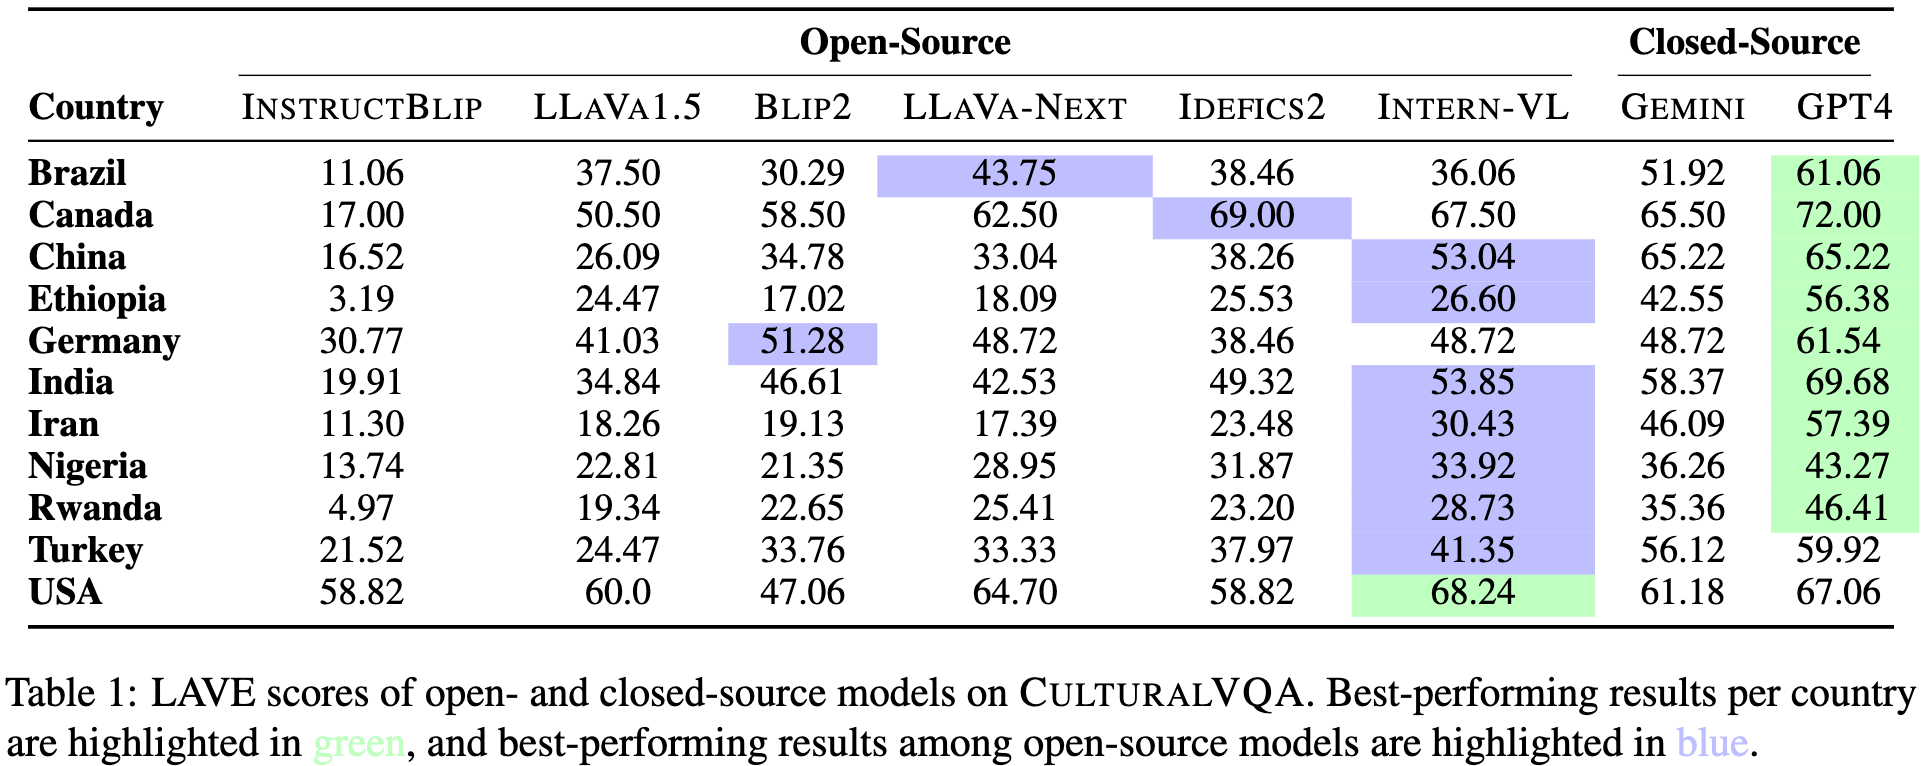 Open-Source Closed-Source
Country INSTRUCTBLIP LLAVA1.5 BLIP2 LLAVA-NEXT IDEFICS2 INTERN-VL GEMINI GPT4
Brazil 11.06 37.50 30.29 43.75 38.46 36.06 51.92 61.06
Canada 17.00 50.50 58.50 62.50 69.00 67.50 65.50 72.00
China 16.52 26.09 34.78 33.04 38.26 53.04 65.22 65.22
Ethiopia 3.19 24.47 17.02 18.09 25.53 26.60 42.55 56.38
Germany 30.77 41.03 51.28 48.72 38.46 48.72 48.72 61.54
India 19.91 34.84 46.61 42.53 49.32 53.85 58.37 69.68
Iran 11.30 18.26 19.13 17.39 23.48 30.43 46.09 57.39
Nigeria 13.74 22.81 21.35 28.95 31.87 33.92 36.26 43.27
Rwanda 4.97 19.34 22.65 25.41 23.20 28.73 35.36 46.41
Turkey 21.52 24.47 33.76 33.33 37.97 41.35 56.12 59.92
USA 58.82 60.0 47.06 64.70 58.82 68.24 61.18 67.06
Table 1: LAVE scores of open- and closed-source models on CULTURALVQA. Best-performing results per country
are highlighted in green, and best-performing results among open-source models are highlighted in blue.